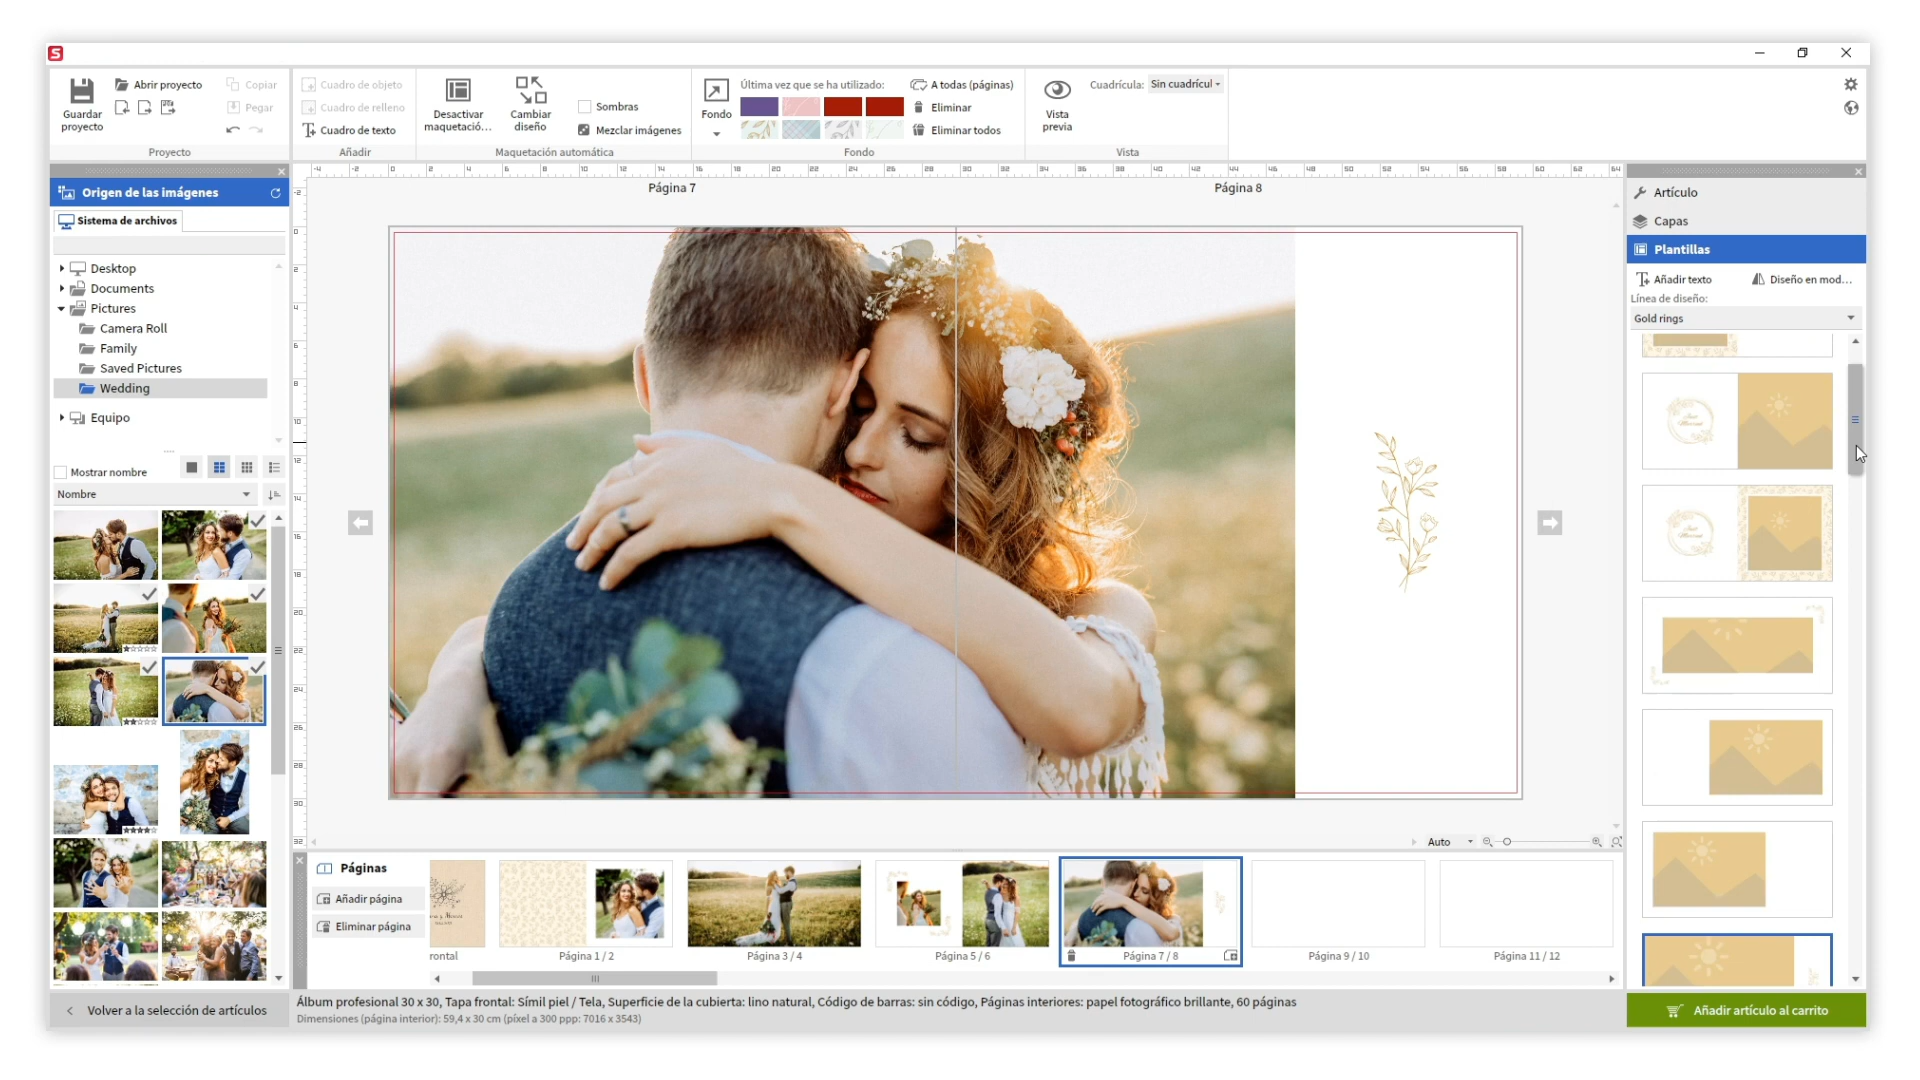 S
Guardar proyecto
Abrir proyecto
Copiar
Pegar
Proyecto
Cuadro de objeto
Cuadro de relleno
Cuadro de texto
Añadir
Desactivar maquetació...
Cambiar diseño
Sombras
Mezclar imágenes
Maquetación automática
Fondo
Última vez que se ha utilizado:
A todas (páginas)
Eliminar
Eliminar todos
Fondo
Vista previa
Cuadrícula: Sin cuadrícul
Vista
Origen de las imágenes
Sistema de archivos
Desktop
Documents
Pictures
Camera Roll
Family
Saved Pictures
Wedding
Equipo
Mostrar nombre
Nombre
Página 7
Página 8
Artículo
Capas
Plantillas
Añadir texto
Diseño en mod...
Línea de diseño:
Gold rings
Auto
Páginas
Añadir página
Eliminar página
rontal
Página 1 / 2
Página 3 / 4
Página 5 / 6
Página 7 / 8
Página 9 / 10
Página 11 / 12
Volver a la selección de artículos
Álbum profesional 30 x 30, Tapa frontal: Símil piel / Tela, Superficie de la cubierta: lino natural, Código de barras: sin código, Páginas interiores: papel fotográfico brillante, 60 páginas
Dimensiones (página interior): 59,4 x 30 cm (píxel a 300 ppp: 7016 x 3543)
Añadir artículo al carrito